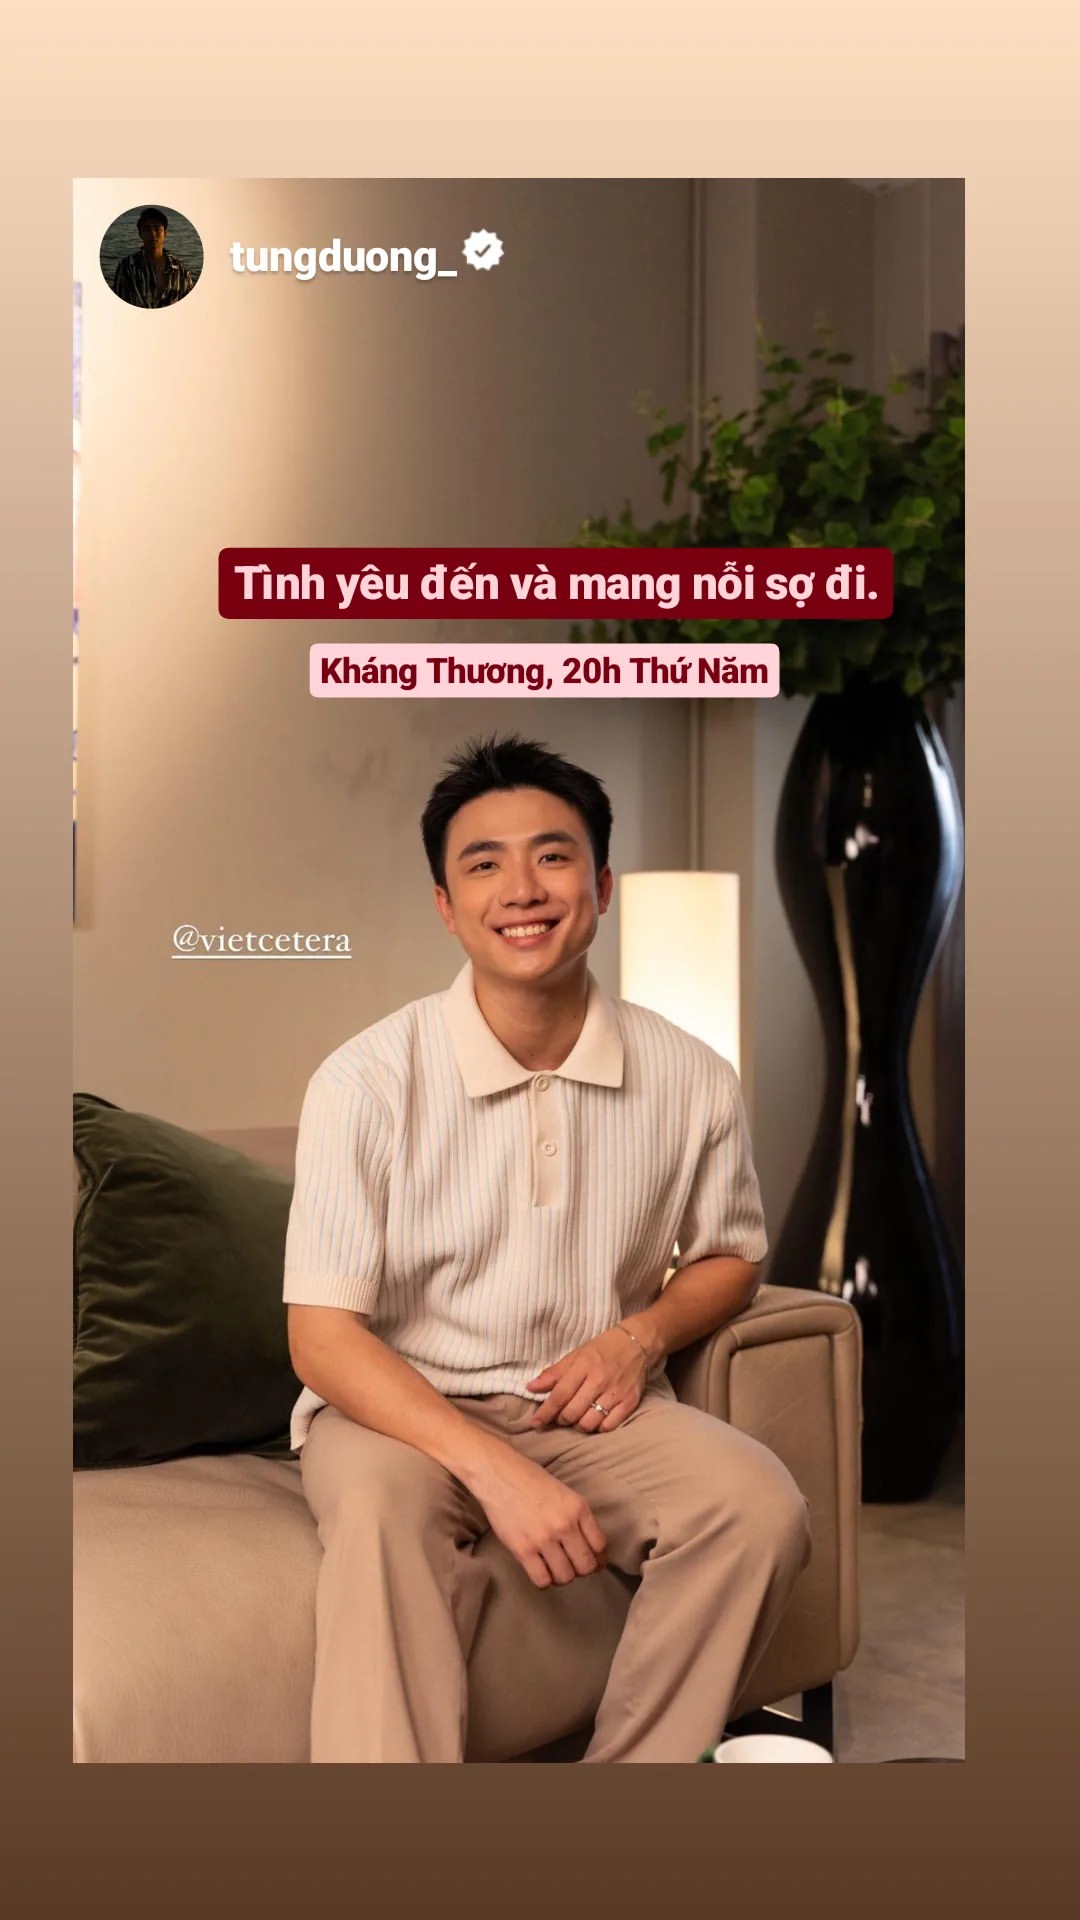 tungduong_
Tình yêu đến và mang nỗi sợ đi.
Kháng Thương, 20h Thứ Năm
@vietcetera